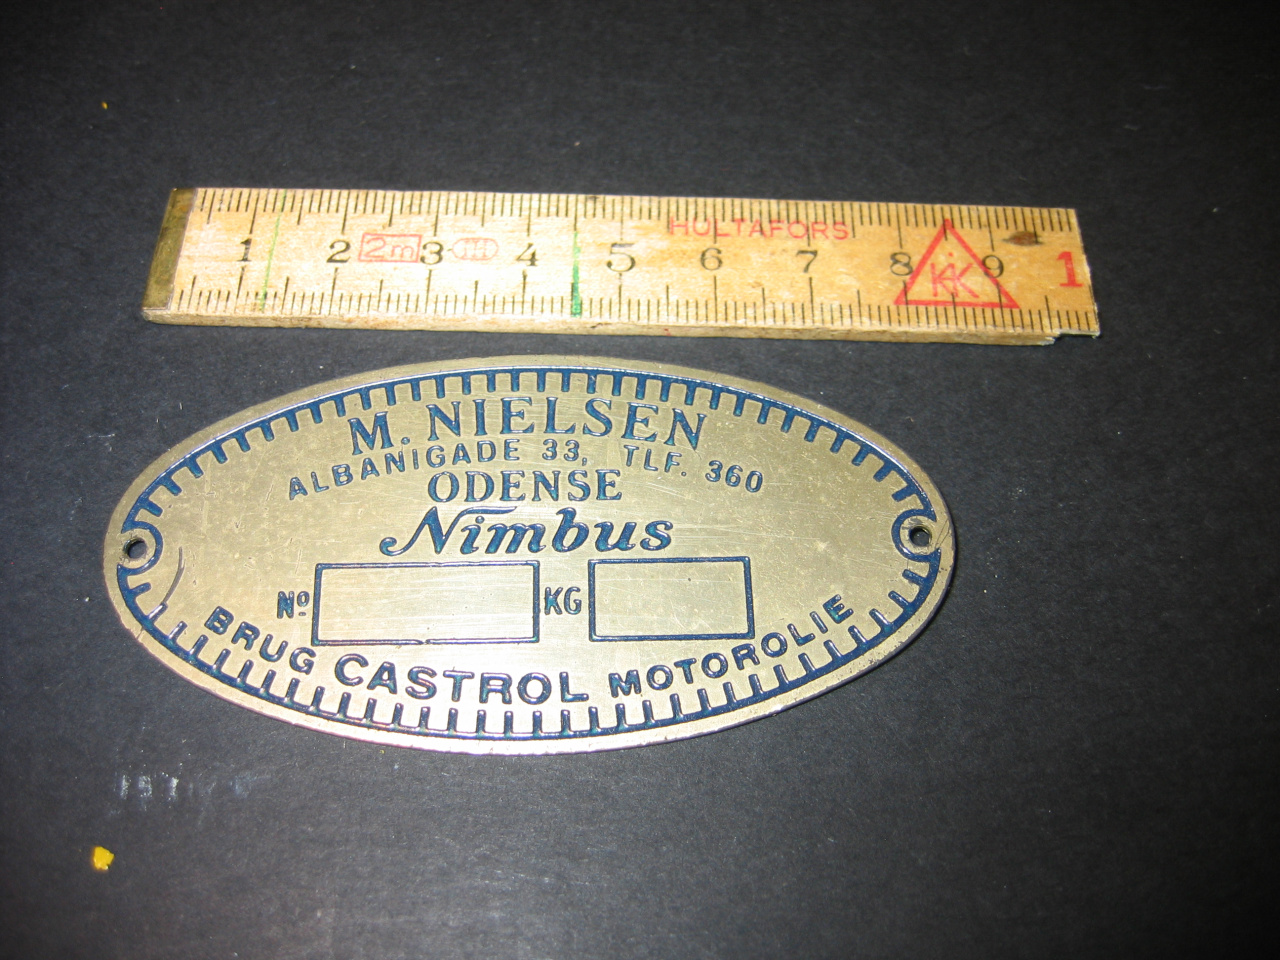 HULTAFORS
1 2 2m 3 4 5 6 7 8 KK 9 1
M. NIELSEN
ALBANIGADE 33, TLF. 360
ODENSE
Nimbus
Nº KG
BRUG CASTROL MOTOROLIE